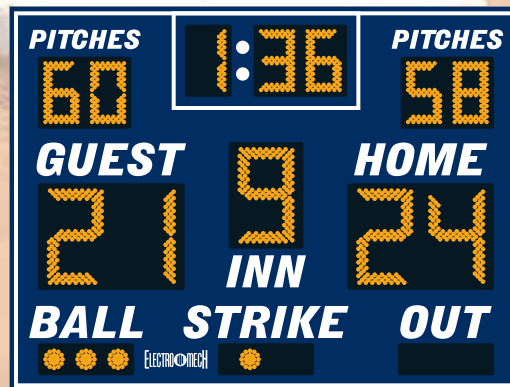 PITCHES 1:36 PITCHES
60 58
GUEST HOME
21 9 24
INN
BALL STRIKE OUT
ELECTRO-MECH